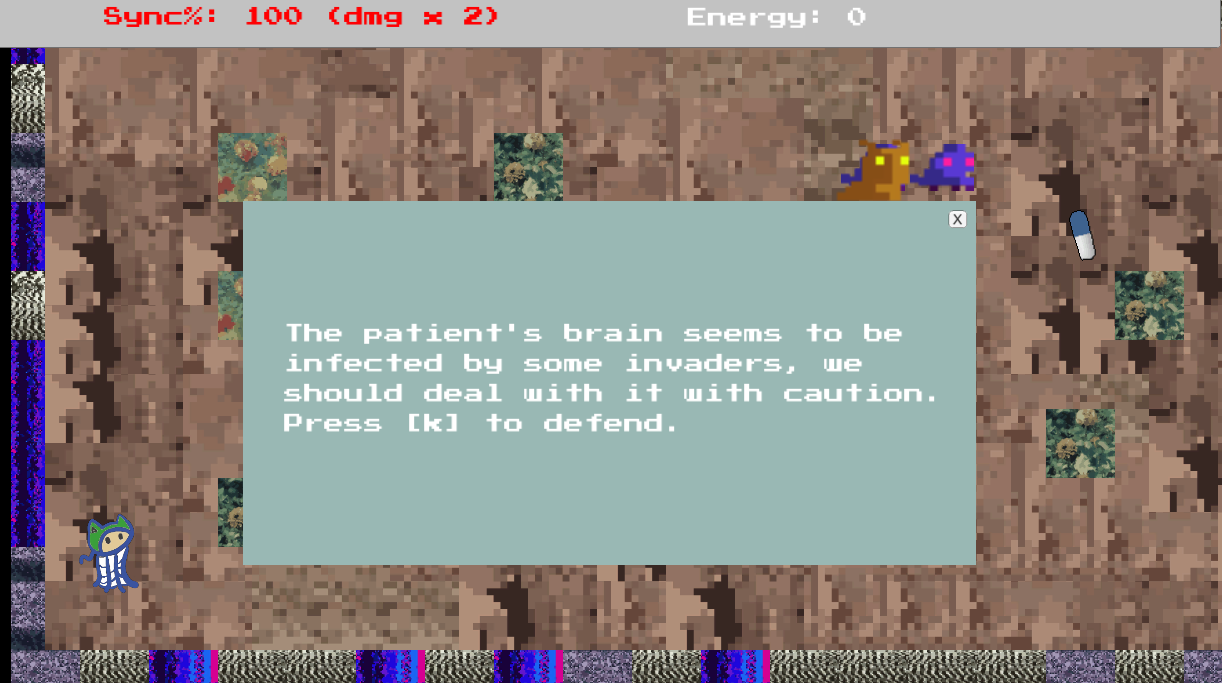 Sync%: 100 (dmg x 2) Energy: 0
X
The patient's brain seems to be
infected by some invaders, we
should deal with it with caution.
Press [k] to defend.